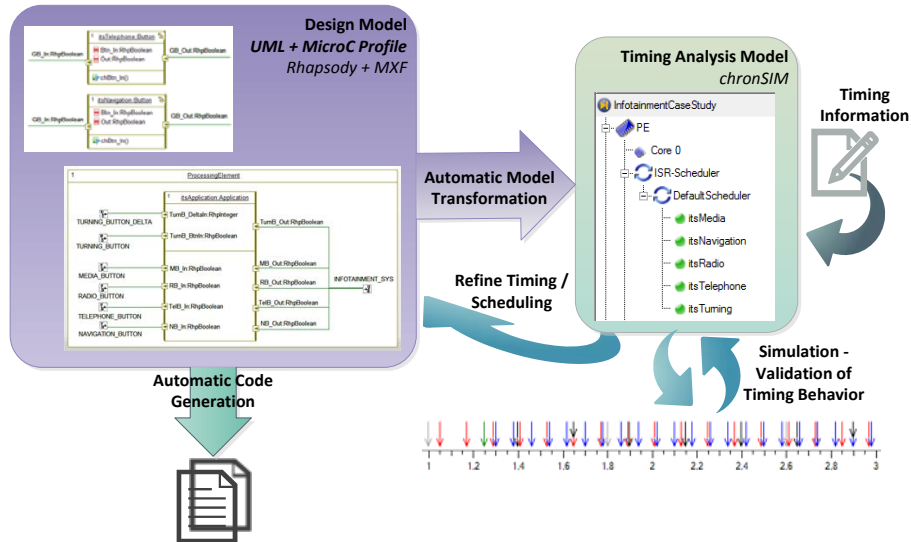 Design Model
UML + MicroC Profile
Rhapsody + MXF
1 itsTelephone:Button
GB_In:RhpBoolean
Btn_In:RhpBoolean
Out:RhpBoolean
GB_Out:RhpBoolean
chBtn_In()
1 itsNavigation:Button
GB_In:RhpBoolean
Btn_In:RhpBoolean
Out:RhpBoolean
GB_Out:RhpBoolean
chBtn_In()
1 ProcessingElement
1 itsApplication:Application
TURNING_BUTTON_DELTA
TurnB_DeltaIn:RhpInteger
TurnB_Out:RhpBoolean
TURNING_BUTTON
TurnB_BtnIn:RhpBoolean
MEDIA_BUTTON
MB_In:RhpBoolean
MB_Out:RhpBoolean
RADIO_BUTTON
RB_In:RhpBoolean
RB_Out:RhpBoolean
INFOTAINMENT_SYS
TELEPHONE_BUTTON
TelB_In:RhpBoolean
TelB_Out:RhpBoolean
NAVIGATION_BUTTON
NB_In:RhpBoolean
NB_Out:RhpBoolean
Automatic Model
Transformation
Timing Analysis Model
chronSIM
InfotainmentCaseStudy
PE
Core 0
ISR-Scheduler
DefaultScheduler
itsMedia
itsNavigation
itsRadio
itsTelephone
itsTurning
Timing
Information
Refine Timing /
Scheduling
Simulation -
Validation of
Timing Behavior
Automatic Code
Generation
1 1.2 1.4 1.6 1.8 2 2.2 2.4 2.6 2.8 3